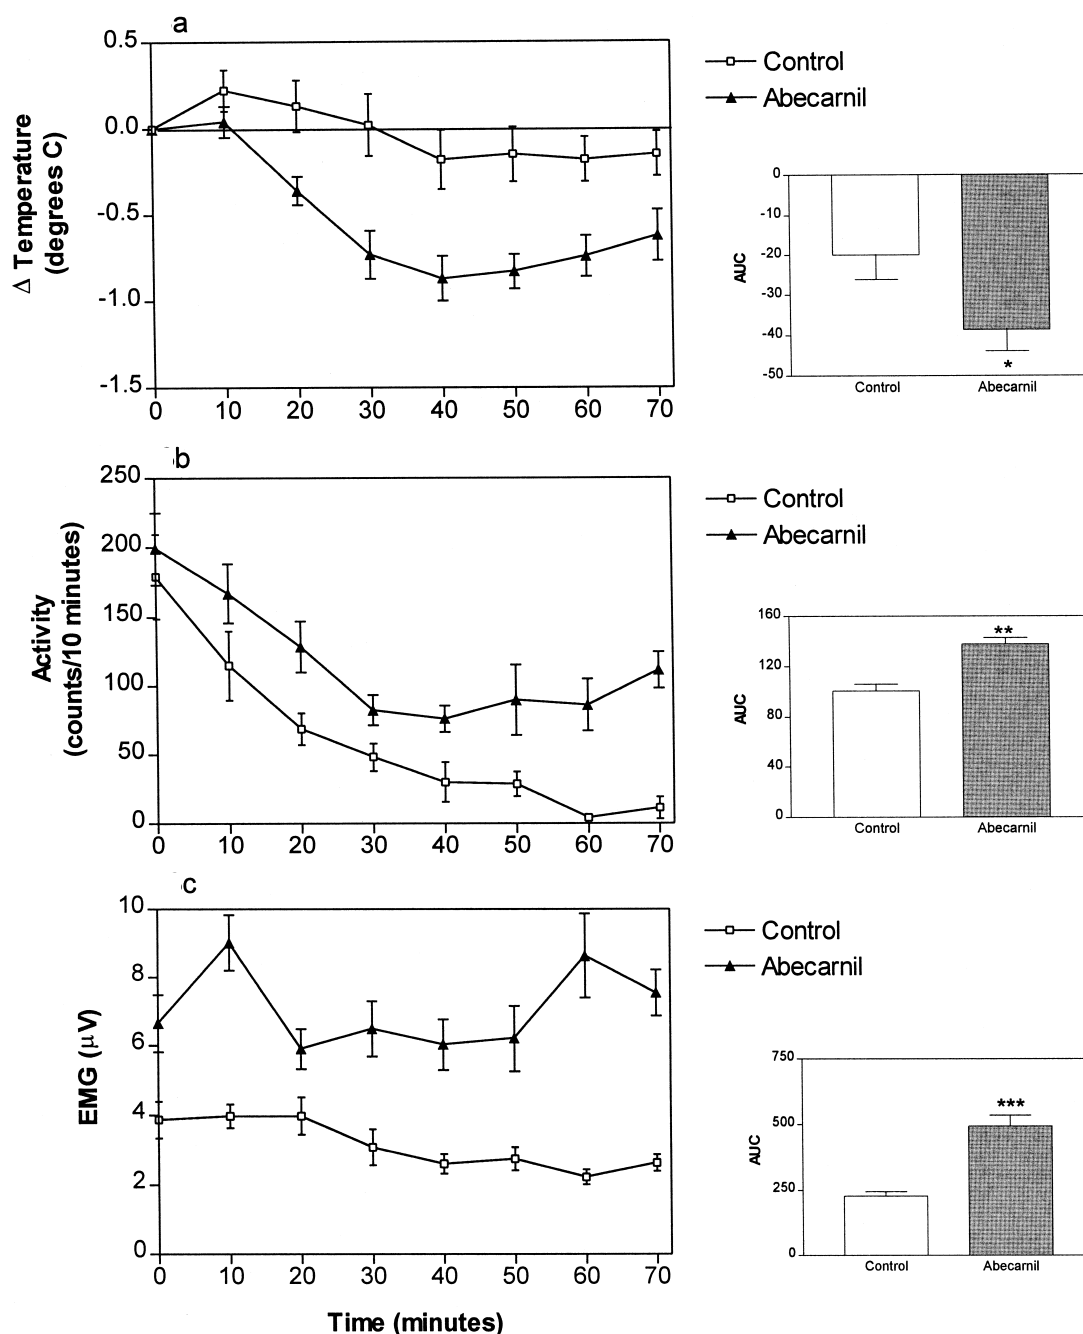 a
0.5
0.0
-0.5
-1.0
-1.5
Δ Temperature
(degrees C)
0 10 20 30 40 50 60 70
Control
Abecarnil
0
-10
-20
-30
-40
-50
AUC
*
Control Abecarnil
b
250
200
150
100
50
0
Activity
(counts/10 minutes)
0 10 20 30 40 50 60 70
Control
Abecarnil
160
120
80
40
0
AUC
**
Control Abecarnil
c
10
8
6
4
2
0
EMG (μV)
0 10 20 30 40 50 60 70
Time (minutes)
Control
Abecarnil
750
500
250
0
AUC
***
Control Abecarnil